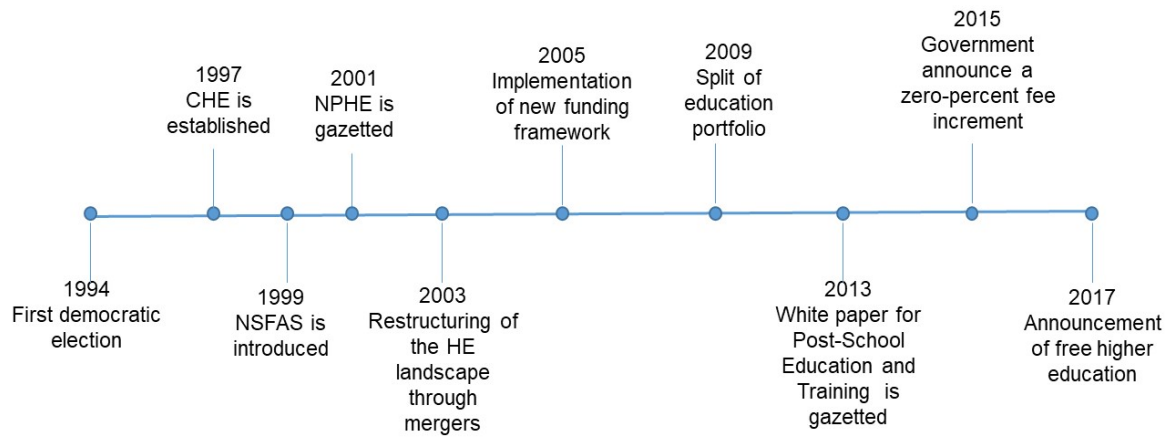 1994
First democratic
election
1997
CHE is
established
1999
NSFAS is
introduced
2001
NPHE is
gazetted
2003
Restructuring of
the HE
landscape
through
mergers
2005
Implementation
of new funding
framework
2009
Split of
education
portfolio
2013
White paper for
Post-School
Education and
Training is
gazetted
2015
Government
announce a
zero-percent fee
increment
2017
Announcement
of free higher
education